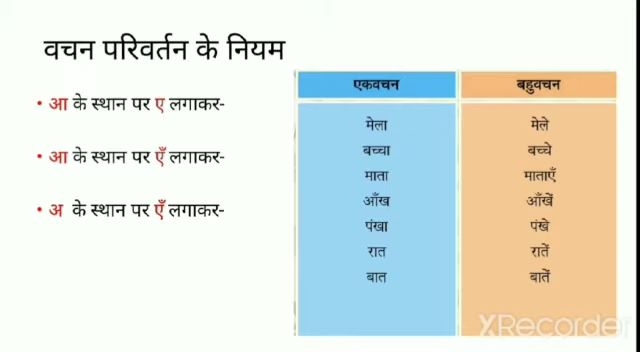 वचन परिवर्तन के नियम
• आ के स्थान पर ए लगाकर-
• आ के स्थान पर एँ लगाकर-
• अ के स्थान पर एँ लगाकर-
एकवचन बहुवचन
मेला मेले
बच्चा बच्चे
माता माताएँ
आँख आँखें
पंखा पंखे
रात रातें
बात बातें
XRecorder